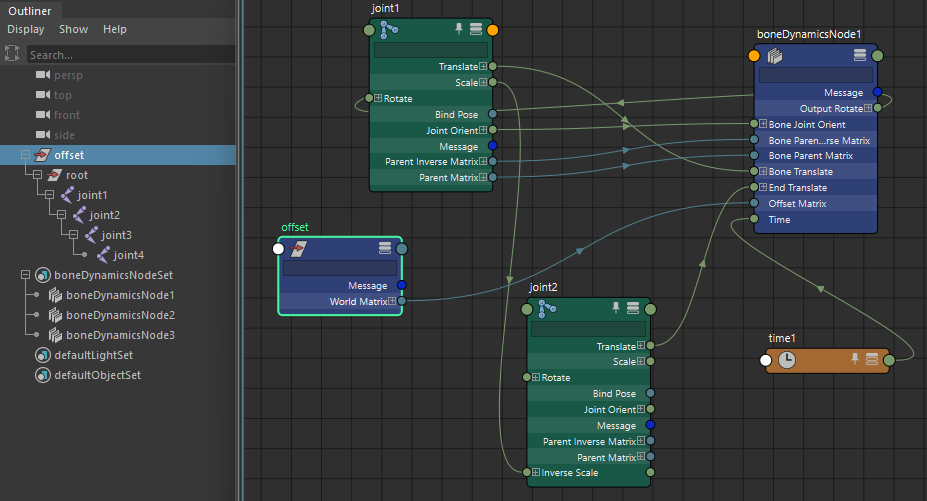 Outliner
Display Show Help
Search...
persp
top
front
side
offset
root
joint1
joint2
joint3
joint4
boneDynamicsNodeSet
boneDynamicsNode1
boneDynamicsNode2
boneDynamicsNode3
defaultLightSet
defaultObjectSet
joint1
Translate
Scale
Rotate
Bind Pose
Joint Orient
Message
Parent Inverse Matrix
Parent Matrix
offset
Message
World Matrix
joint2
Translate
Scale
Rotate
Bind Pose
Joint Orient
Message
Parent Inverse Matrix
Parent Matrix
Inverse Scale
boneDynamicsNode1
Message
Output Rotate
Bone Joint Orient
Bone Paren...rse Matrix
Bone Parent Matrix
Bone Translate
End Translate
Offset Matrix
Time
time1